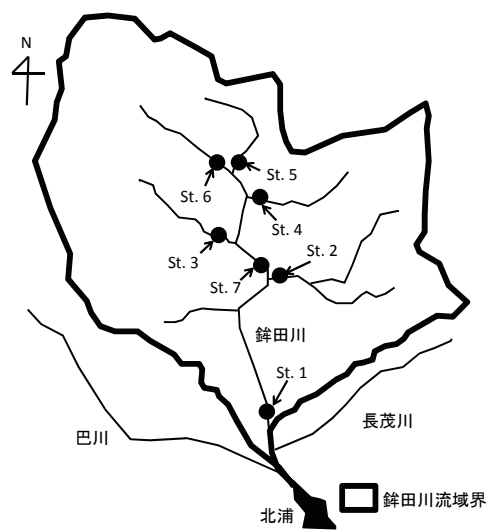 N
St. 5
St. 6
St. 4
St. 3
St. 2
St. 7
鉾田川
St. 1
長茂川
巴川
鉾田川流域界
北浦